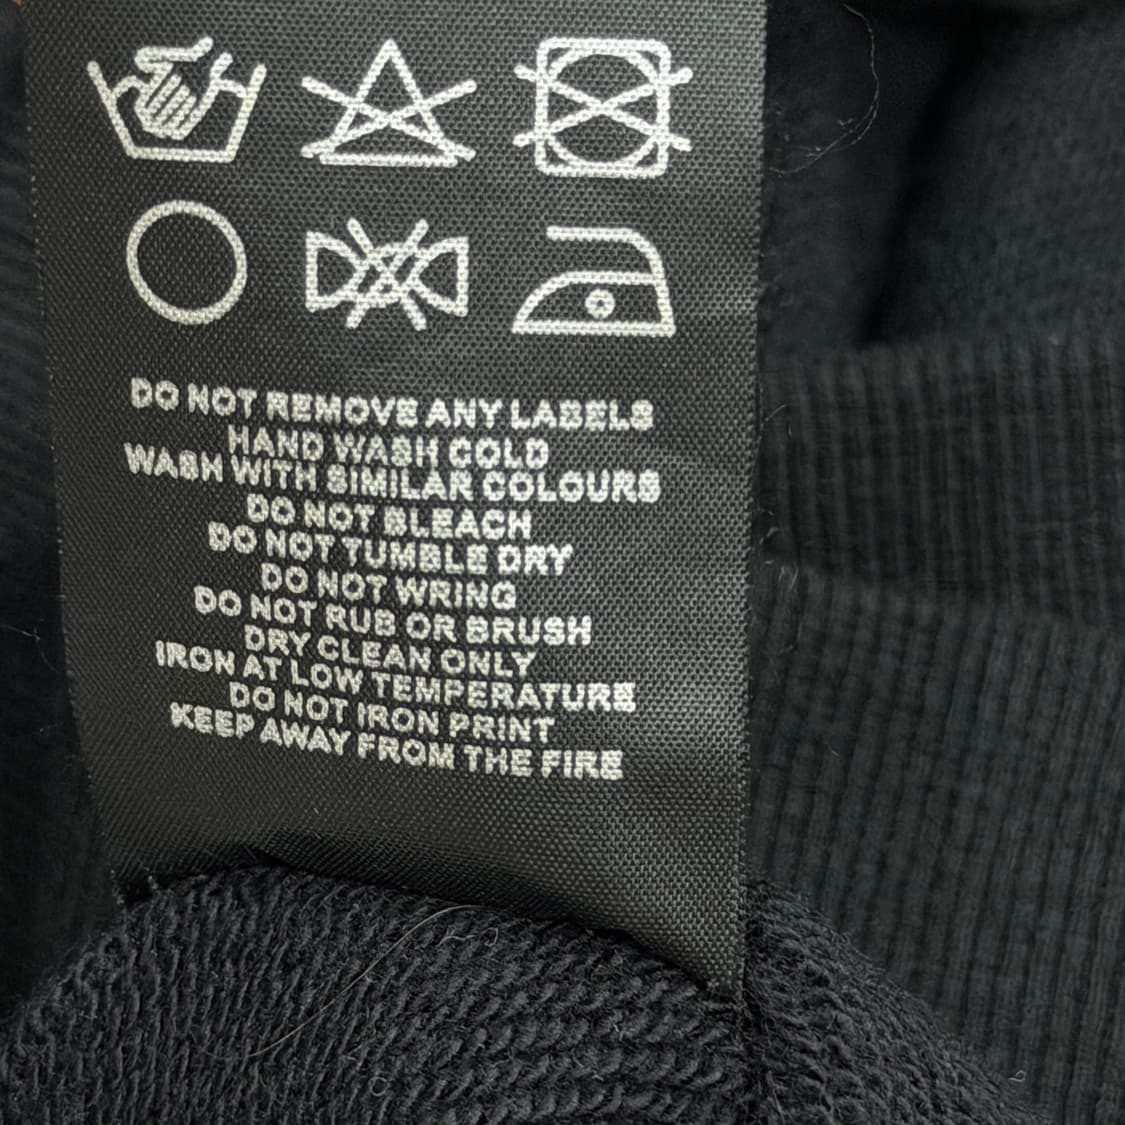 DO NOT REMOVE ANY LABELS
HAND WASH COLD
WASH WITH SIMILAR COLOURS
DO NOT BLEACH
DO NOT TUMBLE DRY
DO NOT WRING
DO NOT RUB OR BRUSH
DRY CLEAN ONLY
IRON AT LOW TEMPERATURE
DO NOT IRON PRINT
KEEP AWAY FROM THE FIRE